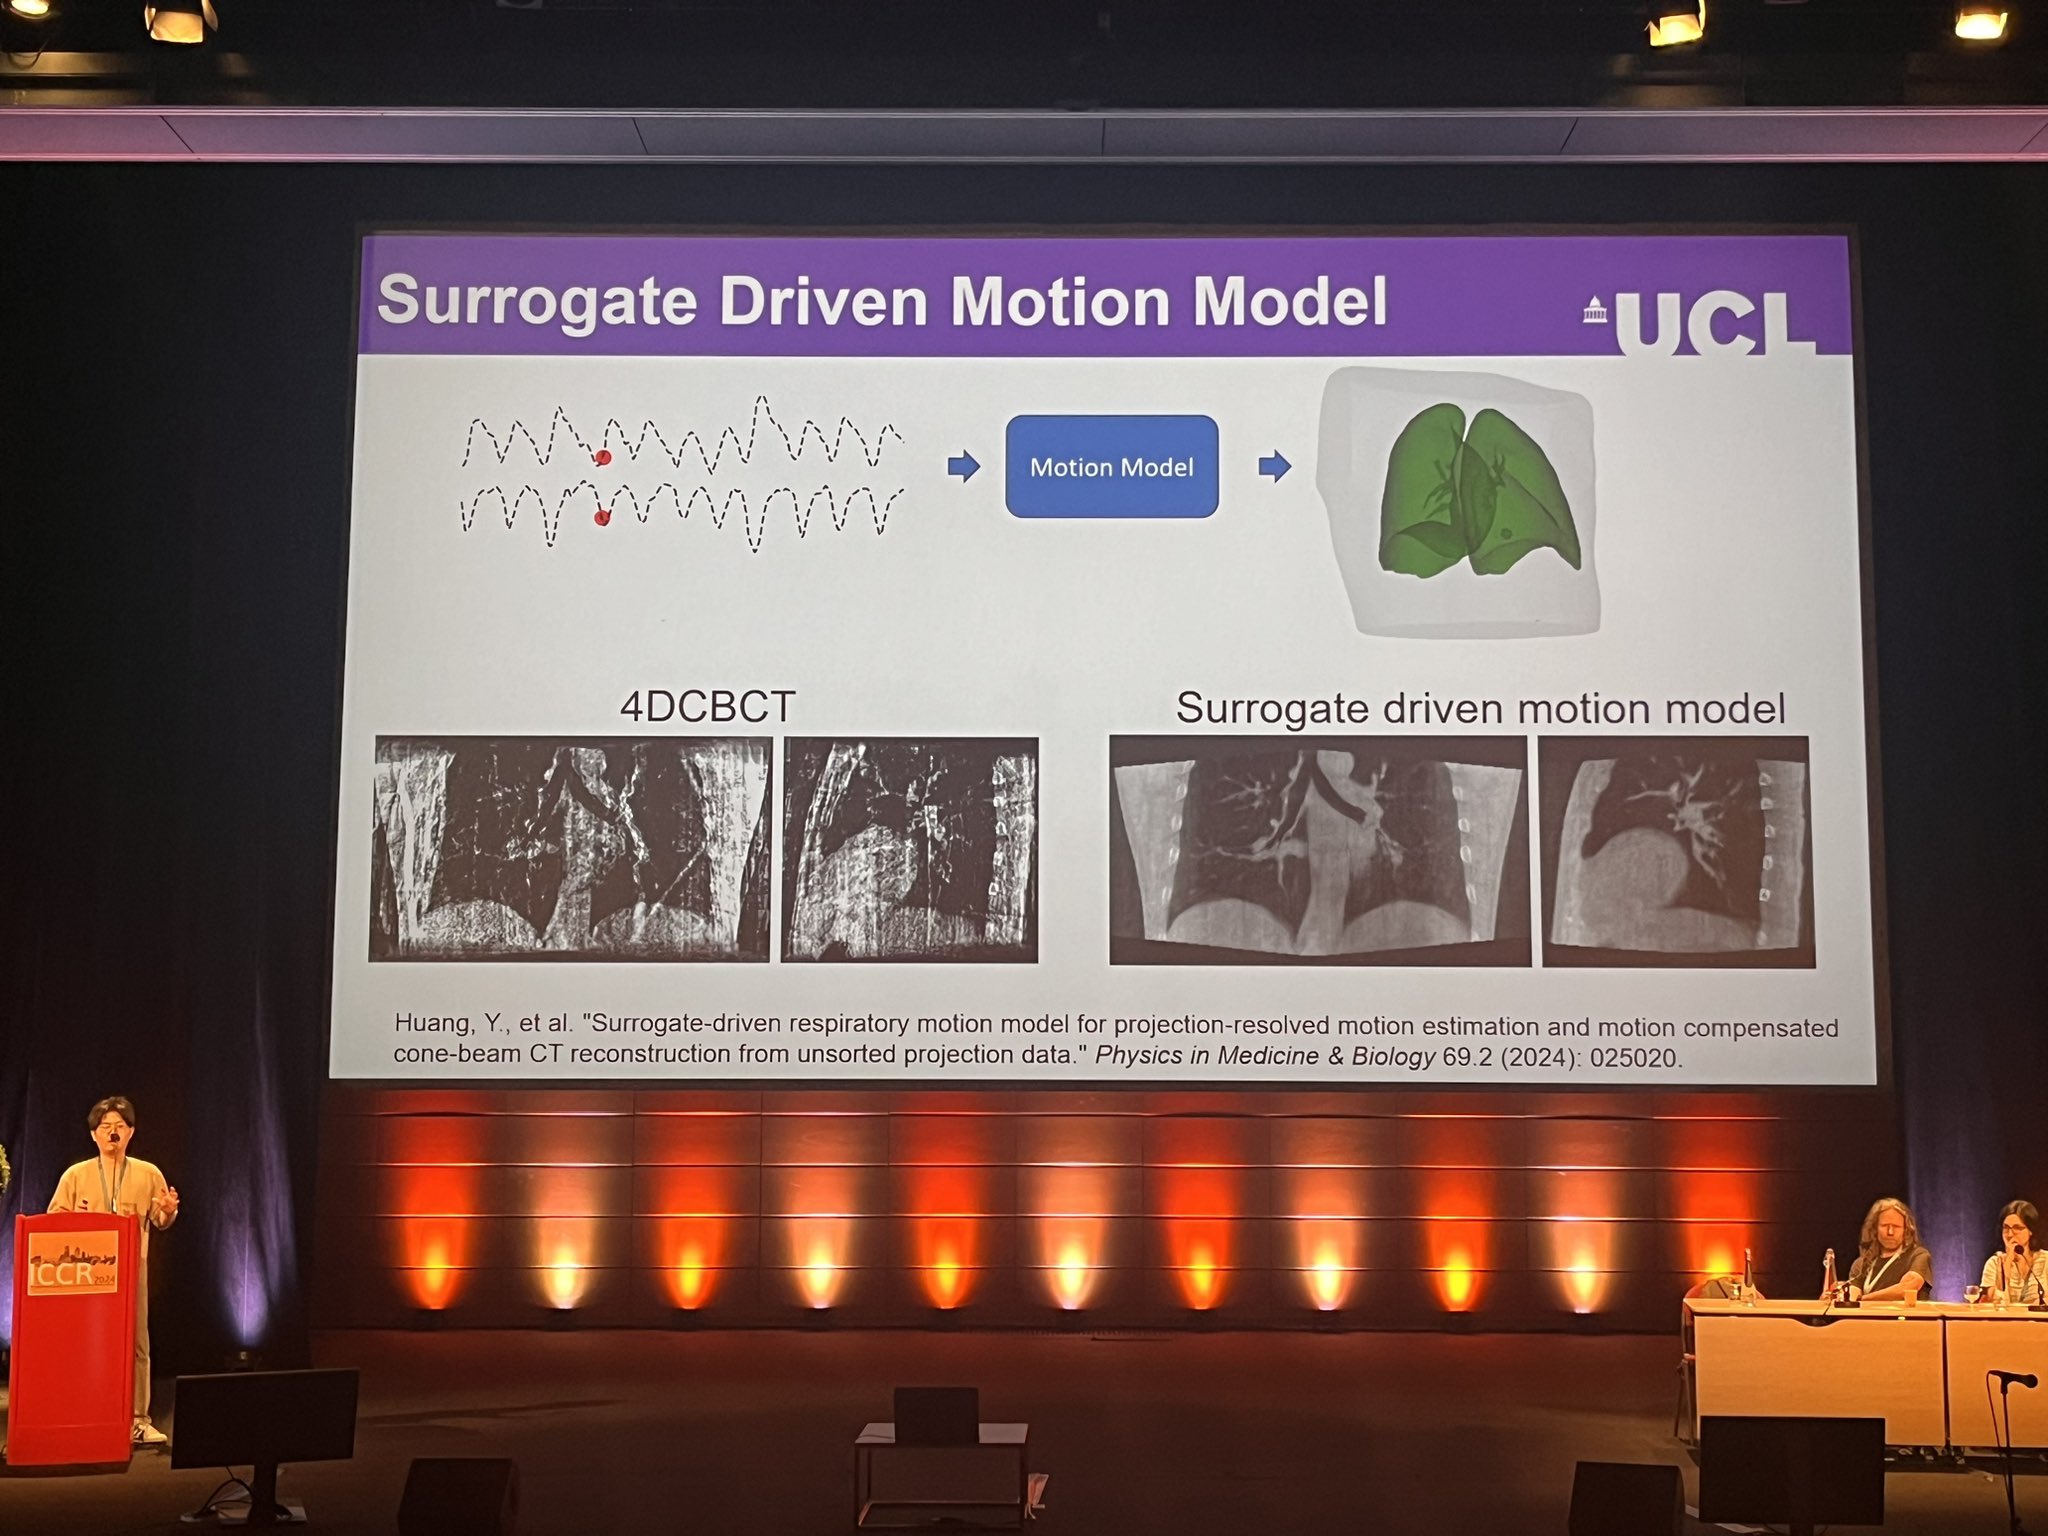 Surrogate Driven Motion Model
UCL
Motion Model
4DCBCT
Surrogate driven motion model
Huang, Y., et al. "Surrogate-driven respiratory motion model for projection-resolved motion estimation and motion compensated
cone-beam CT reconstruction from unsorted projection data." Physics in Medicine & Biology 69.2 (2024): 025020.
ICCR 2024